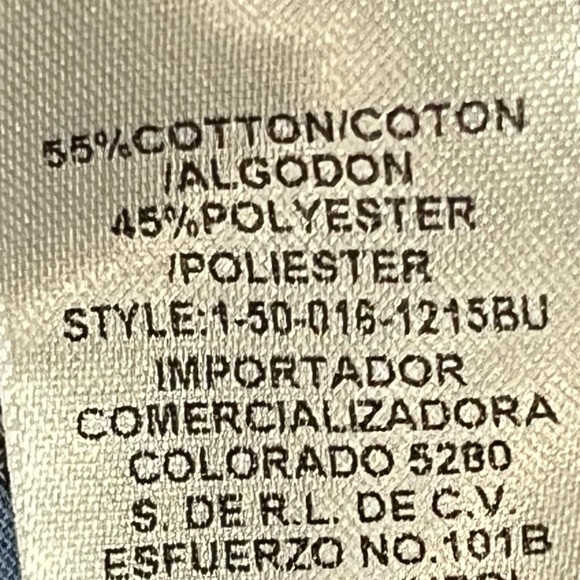 55%COTTON/COTON
/ALGODON
45%POLYESTER
/POLIESTER
STYLE:1-50-016-1215BU
IMPORTADOR
COMERCIALIZADORA
COLORADO 5280
S. DE R.L. DE C.V.
ESFUERZO NO.101B